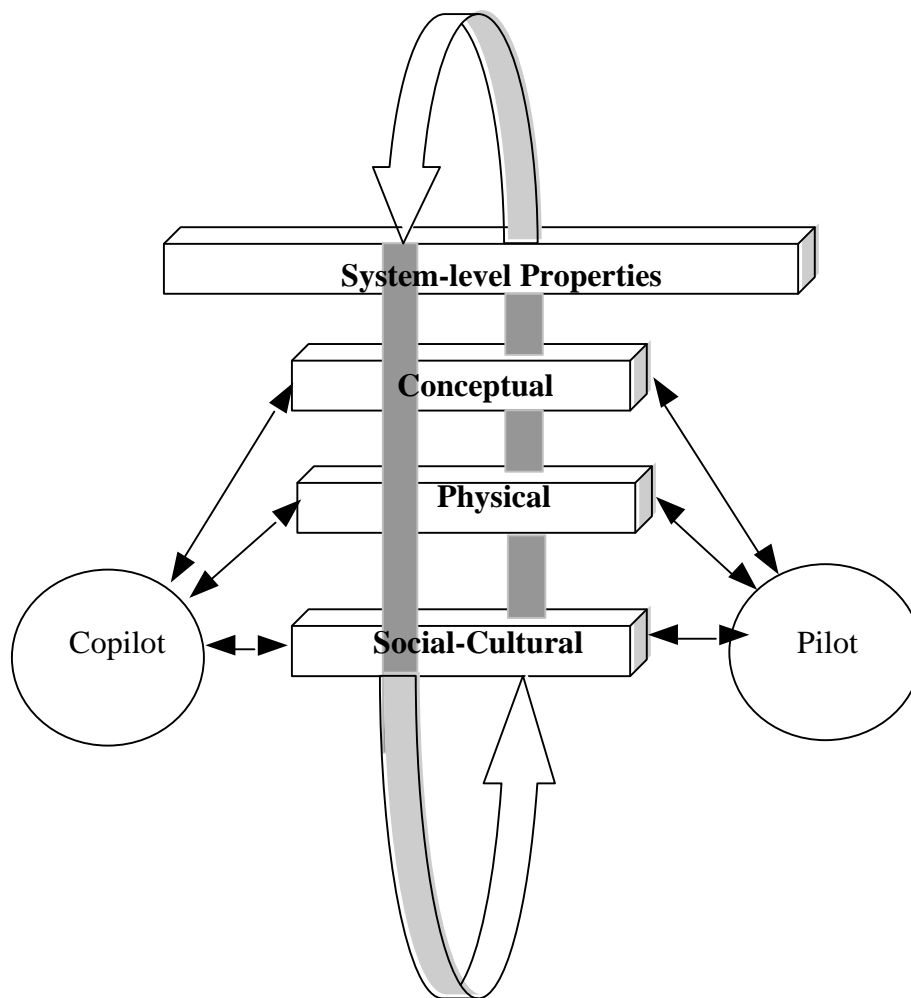 System-level Properties
Conceptual
Physical
Copilot
Social-Cultural
Pilot